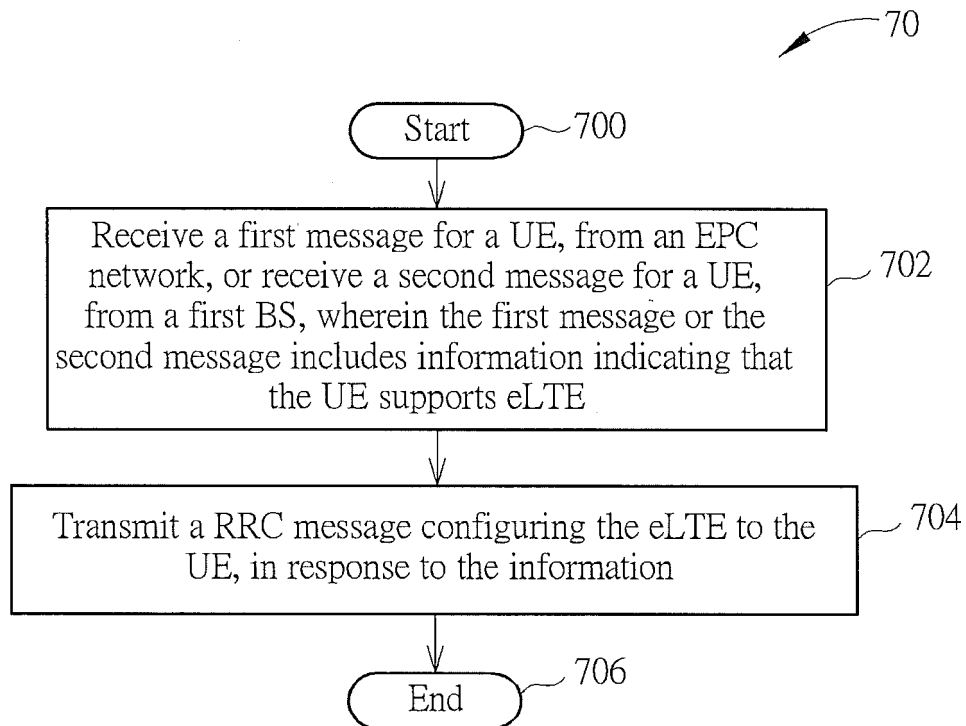 70
Start
700
Receive a first message for a UE, from an EPC
network, or receive a second message for a UE,
from a first BS, wherein the first message or the
second message includes information indicating that
the UE supports eLTE
702
Transmit a RRC message configuring the eLTE to the
UE, in response to the information
704
End
706